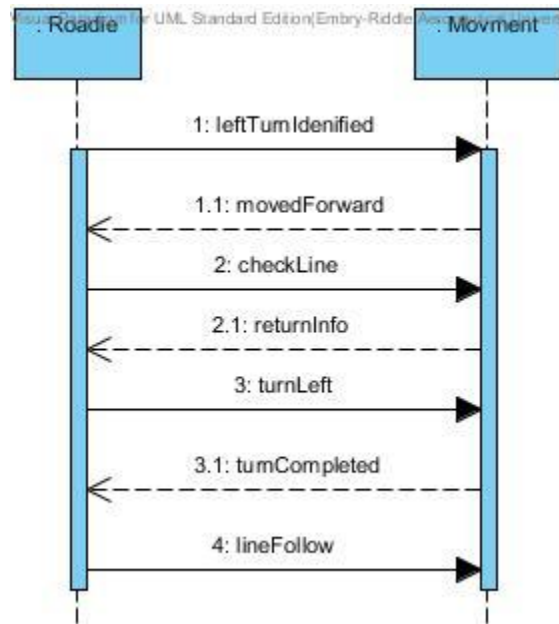 for UML Standard Edition(Embry-Riddle
: Roadie
: Movment
1: leftTurnIdenified
1.1: movedForward
2: checkLine
2.1: returnInfo
3: turnLeft
3.1: turnCompleted
4: lineFollow